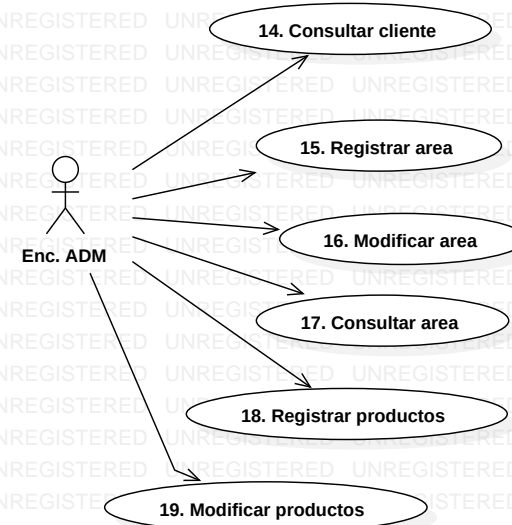 14. Consultar cliente
15. Registrar area
Enc. ADM
16. Modificar area
17. Consultar area
18. Registrar productos
19. Modificar productos
UNREGISTERED